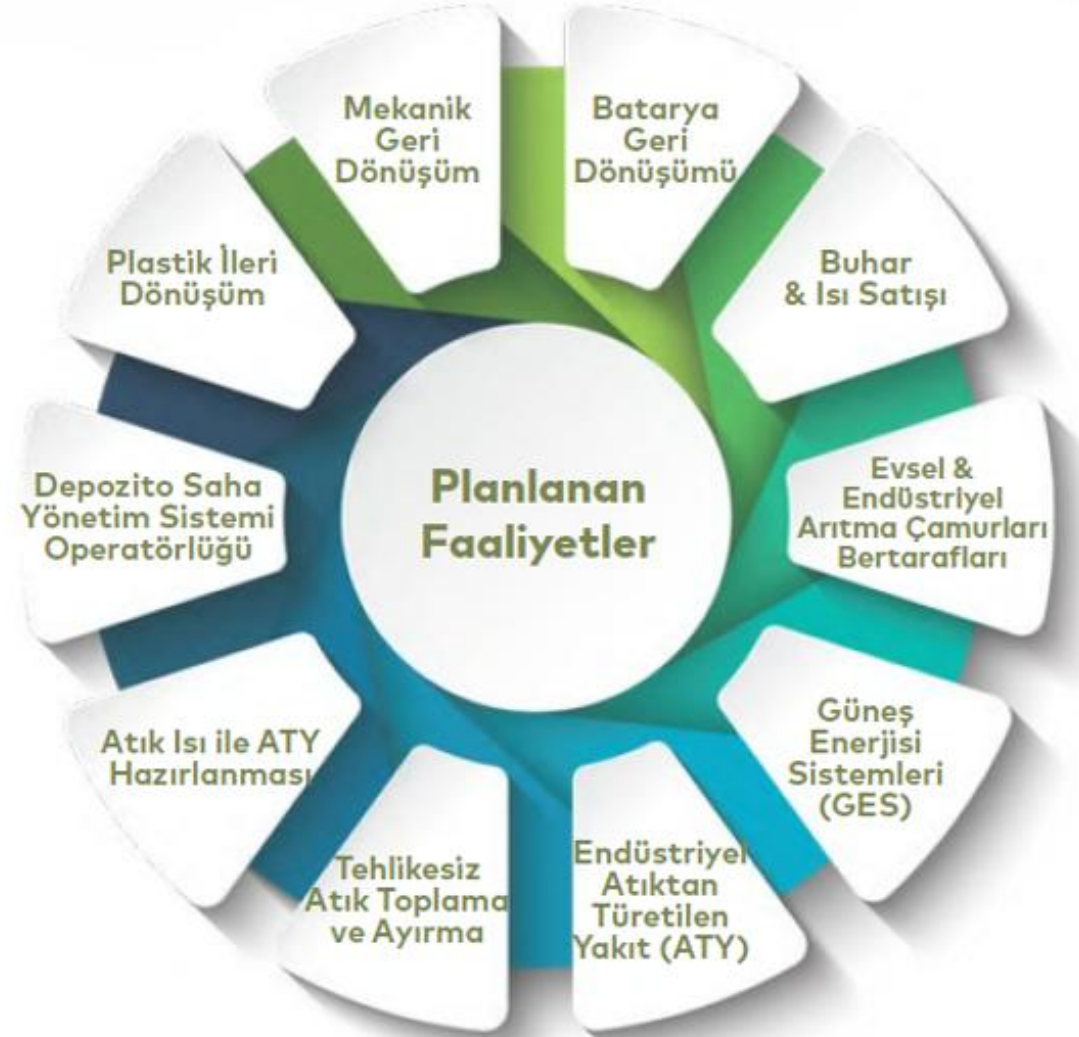 Planlanan
Faaliyetler
Mekanik
Geri
Dönüşüm
Batarya
Geri
Dönüşümü
Buhar
& Isı Satışı
Evsel &
Endüstriyel
Arıtma Çamurları
Bertarafları
Güneş
Enerjisi
Sistemleri
(GES)
Endüstriyel
Atıktan
Türetilen
Yakıt (ATY)
Tehlikesiz
Atık Toplama
ve Ayırma
Atık Isı ile ATY
Hazırlanması
Depozito Saha
Yönetim Sistemi
Operatörlüğü
Plastik İleri
Dönüşüm